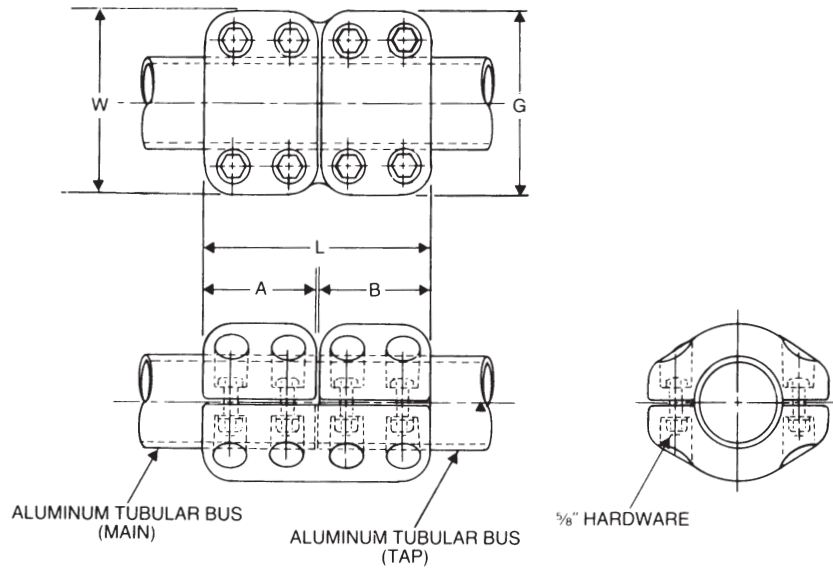 W
G
L
A
B
ALUMINUM TUBULAR BUS
(MAIN)
ALUMINUM TUBULAR BUS
(TAP)
⅝" HARDWARE